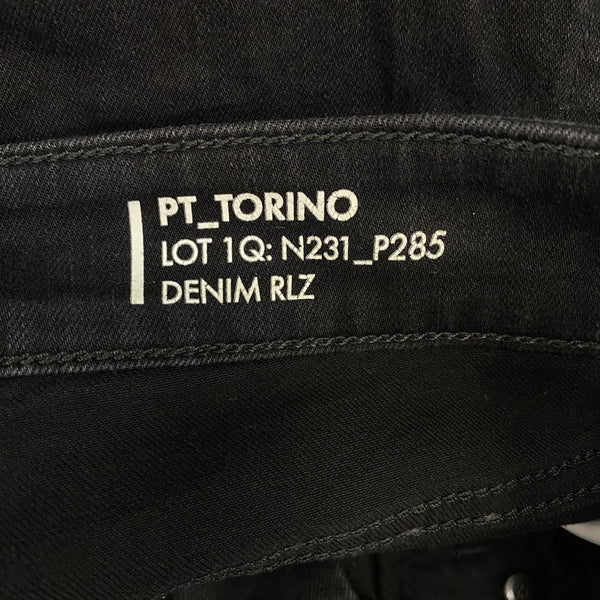 PT_TORINO
LOT 1Q: N231_P285
DENIM RLZ